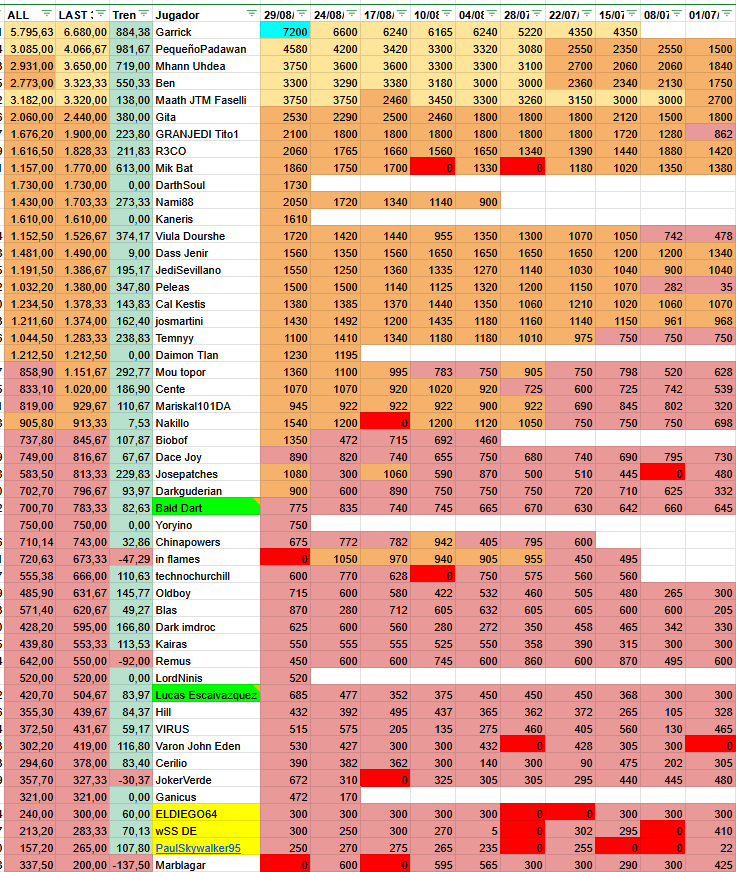 ALL LAST Tren Jugador 29/08/ 24/08/ 17/08/ 10/08 04/08 28/07 22/07/ 15/07 08/07 01/07/
5.795,63 6.680,00 884,38 Garrick 7200 6600 6240 6165 6240 5220 4350 4350
3.085,00 4.066,67 981,67 PequeñoPadawan 4580 4200 3420 3300 3320 3080 2550 2350 2550 1500
2.931,00 3.650,00 719,00 Mhann Uhdea 3750 3600 3600 3300 3300 3100 2700 2060 2060 1840
2.773,00 3.323,33 550,33 Ben 3300 3290 3380 3180 3000 3000 2360 2340 2130 1750
3.182,00 3.320,00 138,00 Maath JTM Faselli 3750 3750 2460 3450 3300 3260 3150 3000 3000 2700
2.060,00 2.440,00 380,00 Gita 2530 2290 2500 2460 1800 1800 1800 2120 1500 1800
1.676,20 1.900,00 223,80 GRANJEDI Tito1 2100 1800 1800 1800 1800 1800 1800 1720 1280 862
1.616,50 1.828,33 211,83 R3CO 2060 1765 1660 1560 1650 1340 1390 1440 1880 1420
1.157,00 1.770,00 613,00 Mik Bat 1860 1750 1700 0 1330 0 1180 1020 1350 1380
1.730,00 1.730,00 0,00 DarthSoul 1730
1.430,00 1.703,33 273,33 Nami88 2050 1720 1340 1140 900
1.610,00 1.610,00 0,00 Kaneris 1610
1.152,50 1.526,67 374,17 Viula Dourshe 1720 1420 1440 955 1350 1300 1070 1050 742 478
1.481,00 1.490,00 9,00 Dass Jenir 1560 1350 1560 1650 1650 1650 1650 1200 1200 1340
1.191,50 1.386,67 195,17 JediSevillano 1550 1250 1360 1335 1270 1140 1030 1040 900 1040
1.032,20 1.380,00 347,80 Peleas 1500 1500 1140 1125 1320 1200 1150 1070 282 35
1.234,50 1.378,33 143,83 Cal Kestis 1380 1385 1370 1440 1350 1060 1210 1020 1060 1070
1.211,60 1.374,00 162,40 josmartini 1430 1492 1200 1435 1180 1160 1140 1150 961 968
1.044,50 1.283,33 238,83 Temnyy 1100 1410 1340 1180 1180 1010 975 750 750 750
1.212,50 1.212,50 0,00 Daimon Tlan 1230 1195
858,90 1.151,67 292,77 Mou topor 1360 1100 995 783 750 905 750 798 520 628
833,10 1.020,00 186,90 Cente 1070 1070 920 1020 920 725 600 725 742 539
819,00 929,67 110,67 Mariskal101DA 945 922 922 922 900 922 690 845 802 320
905,80 913,33 7,53 Nakillo 1540 1200 0 1200 1120 1050 750 750 750 698
737,80 845,67 107,87 Biobof 1350 472 715 692 460
749,00 816,67 67,67 Dace Joy 890 820 740 655 750 680 740 690 795 730
583,50 813,33 229,83 Josepatches 1080 300 1060 590 870 500 510 445 0 480
702,70 796,67 93,97 Darkguderian 900 600 890 750 750 750 720 710 625 332
700,70 783,33 82,63 Bald Dart 775 835 740 745 665 670 630 642 660 645
750,00 750,00 0,00 Yoryino 750
710,14 743,00 32,86 Chinapowers 675 772 782 942 405 795 600
720,63 673,33 -47,29 in flames 0 1050 970 940 905 955 450 495
555,38 666,00 110,63 technochurchill 600 770 628 0 750 575 560 560
485,90 631,67 145,77 Oldboy 715 600 580 422 532 460 505 480 265 300
571,40 620,67 49,27 Blas 870 280 712 605 632 605 605 600 600 205
428,20 595,00 166,80 Dark imdroc 625 600 560 280 272 350 458 465 342 330
439,80 553,33 113,53 Kairas 550 555 555 525 550 358 390 315 300 300
642,00 550,00 -92,00 Remus 450 600 600 745 600 860 600 870 495 600
520,00 520,00 0,00 LordNinis 520
420,70 504,67 83,97 Lucas Escaivazquez 685 477 352 375 450 450 450 368 300 300
355,30 439,67 84,37 Hill 432 392 495 437 365 362 372 265 105 328
372,50 431,67 59,17 VIRUS 515 575 205 135 275 460 405 560 130 465
302,20 419,00 116,80 Varon John Eden 530 427 300 300 432 0 428 305 300 0
294,60 378,00 83,40 Cerilio 390 382 362 300 140 300 90 475 202 305
357,70 327,33 -30,37 JokerVerde 672 310 0 325 305 305 295 440 445 480
321,00 321,00 0,00 Ganicus 472 170
240,00 300,00 60,00 ELDIEGO64 300 300 300 300 300 0 0 300 300 300
213,20 283,33 70,13 wSS DE 300 250 300 270 5 0 302 295 0 410
157,20 265,00 107,80 PaulSkywalker95 250 270 275 265 235 0 255 0 0 22
337,50 200,00 -137,50 Marblagar 0 600 0 595 565 300 300 290 300 425